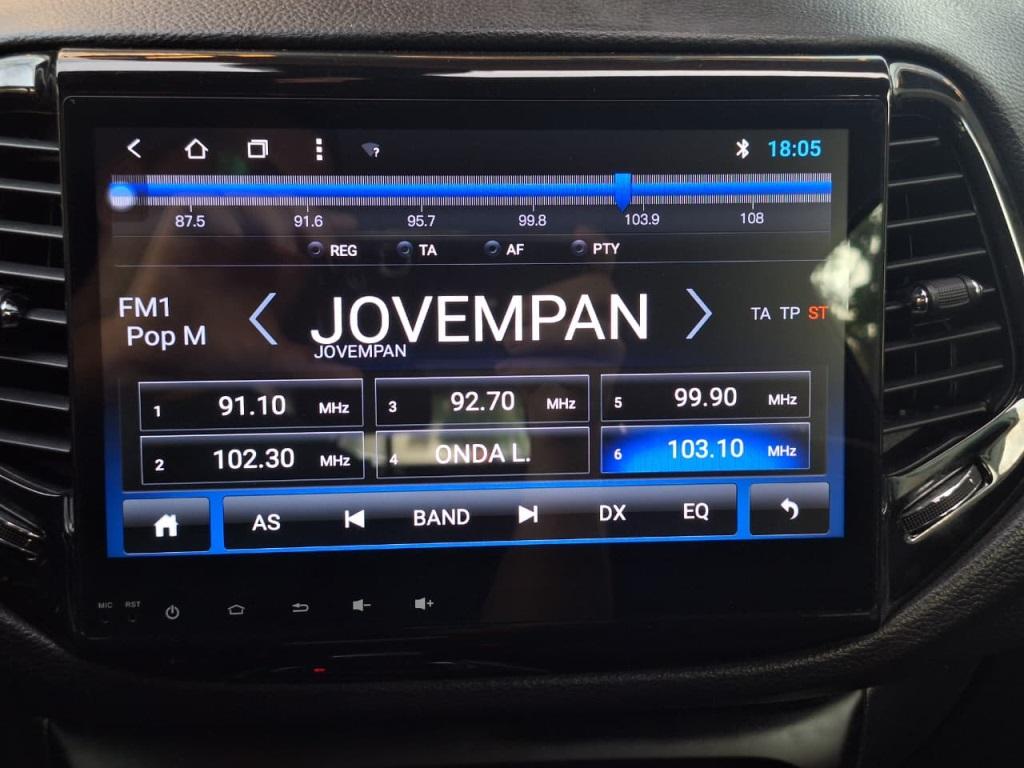 ?
18:05
87.5 91.6 95.7 99.8 103.9 108
REG TA AF PTY
FM1
Pop M
JOVEMPAN
JOVEMPAN
TA TP ST
1 91.10 MHz 3 92.70 MHz 5 99.90 MHz
2 102.30 MHz 4 ONDA L. 6 103.10 MHz
AS BAND DX EQ
MIC RST